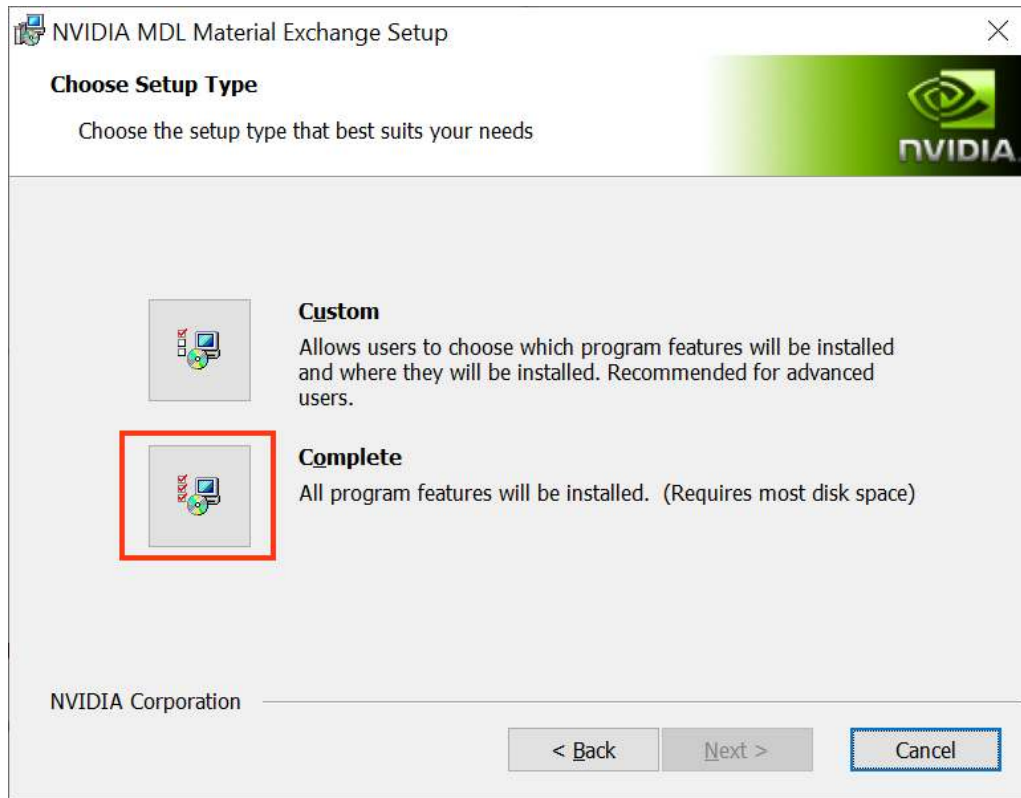 NVIDIA MDL Material Exchange Setup
Choose Setup Type
Choose the setup type that best suits your needs
NVIDIA
Custom
Allows users to choose which program features will be installed
and where they will be installed. Recommended for advanced
users.
Complete
All program features will be installed.  (Requires most disk space)
NVIDIA Corporation
< Back
Next >
Cancel